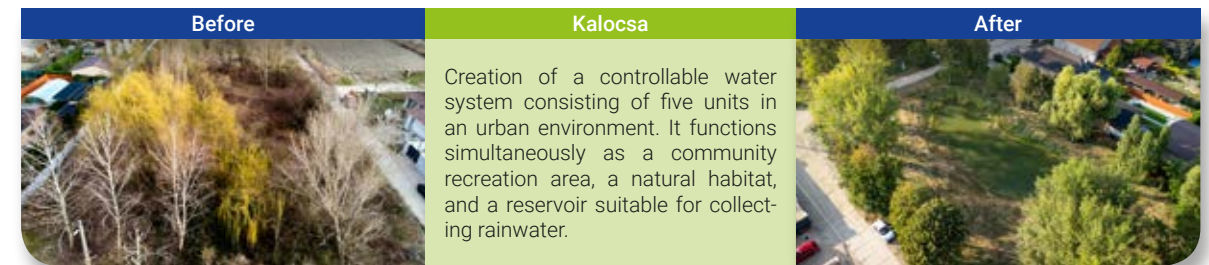 Before
Kalocsa
After
Creation of a controllable water
system consisting of five units in
an urban environment. It functions
simultaneously as a community
recreation area, a natural habitat,
and a reservoir suitable for collect-
ing rainwater.